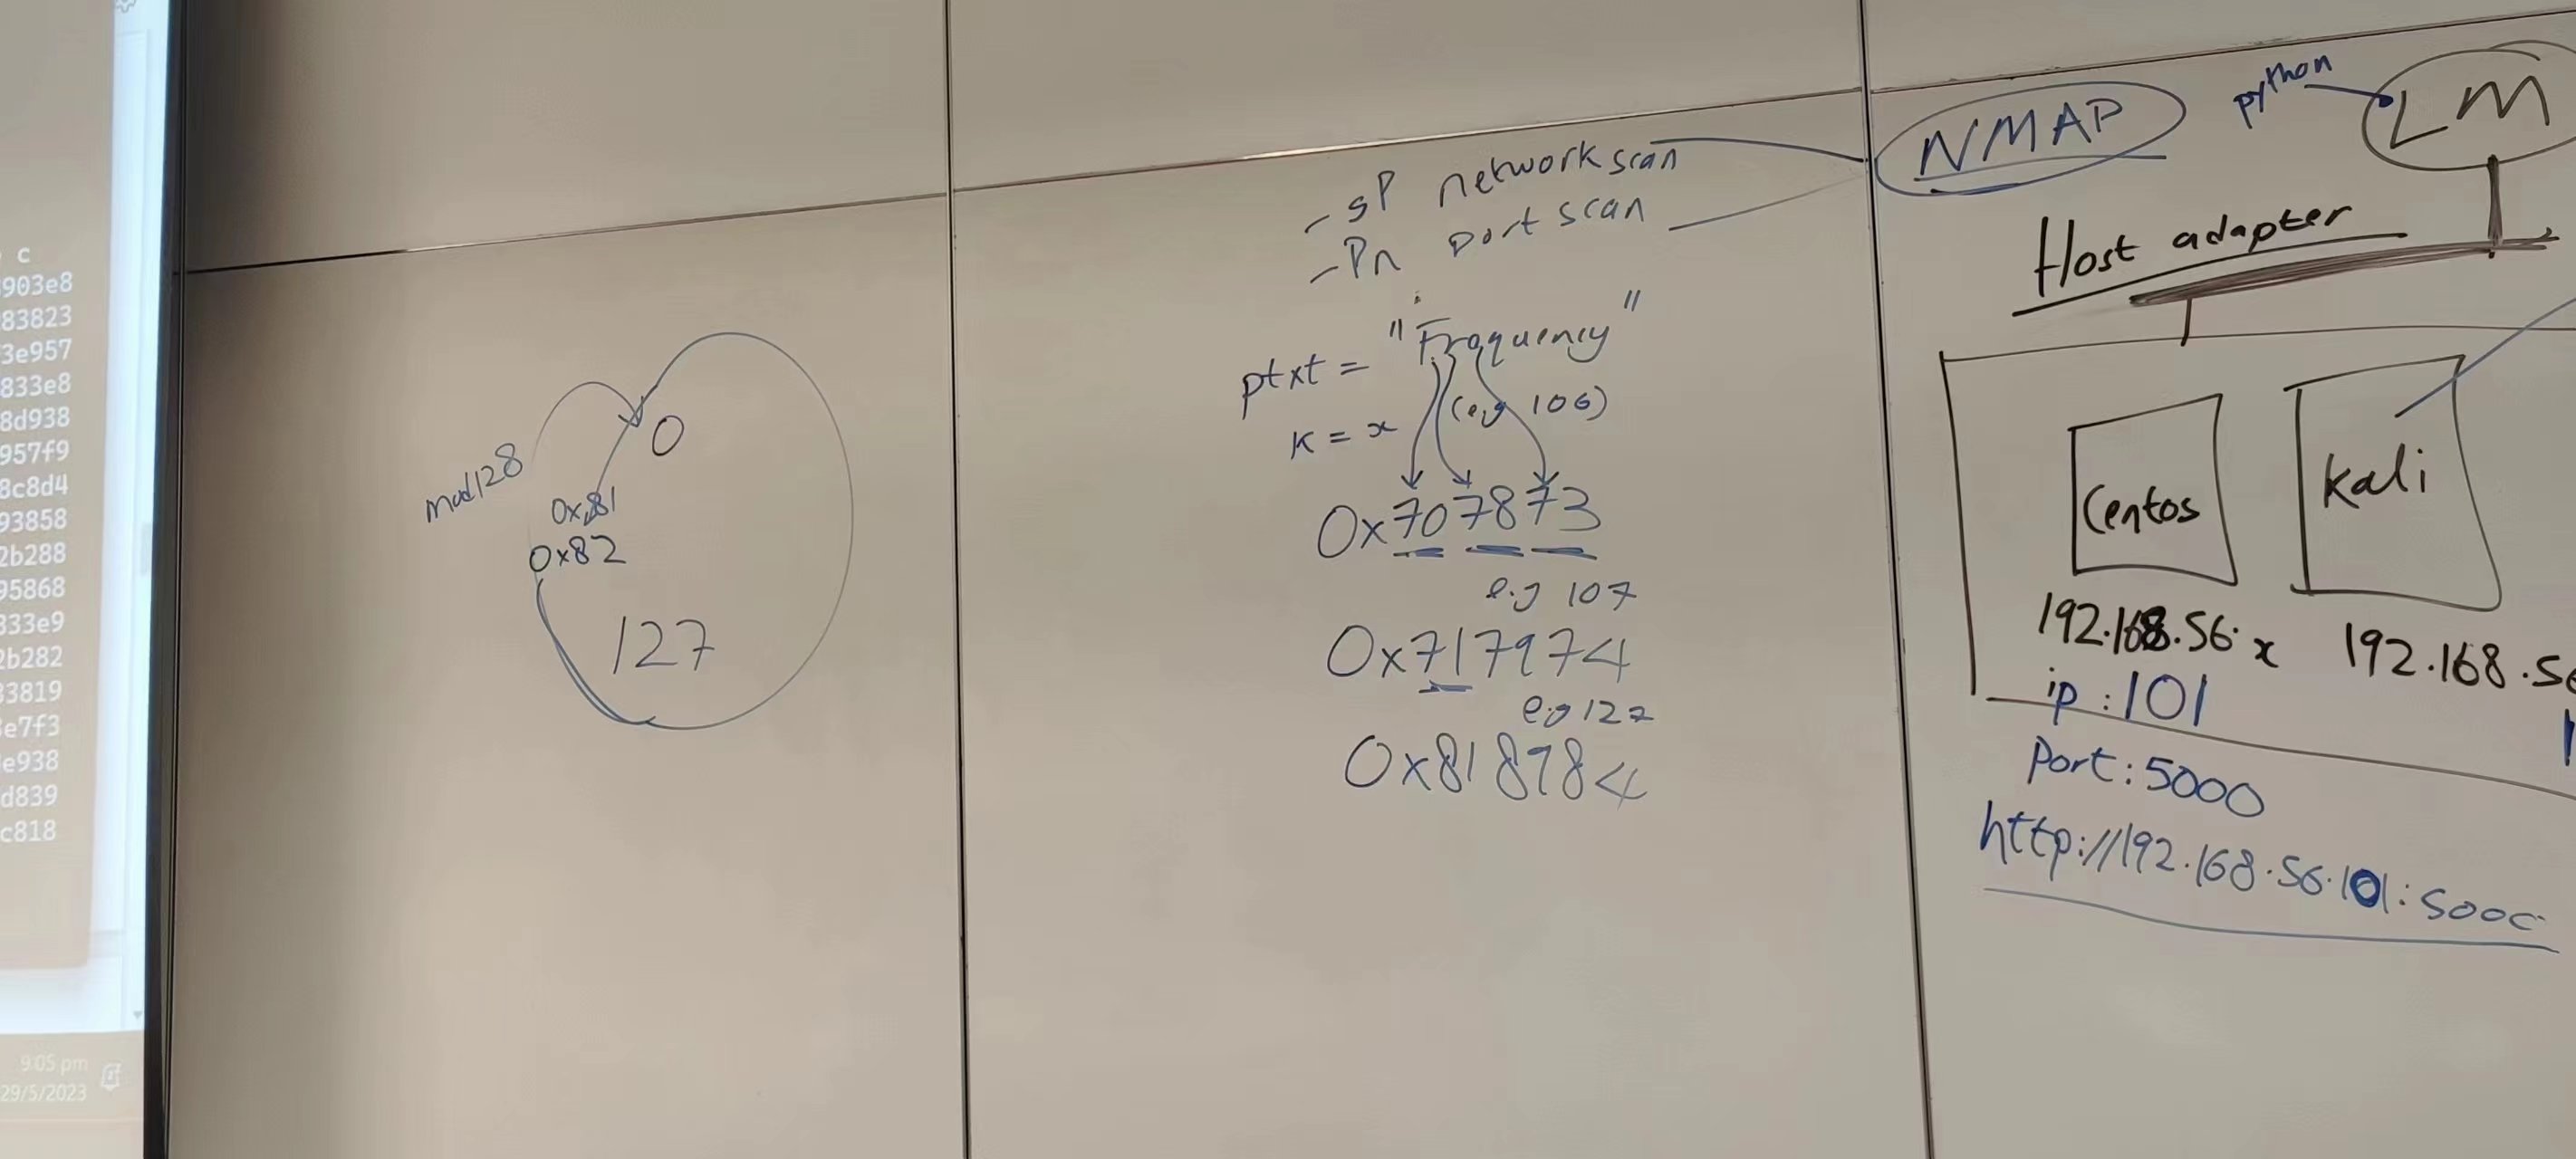 c
903e8
83823
3e957
833e8
8d938
957f9
8c8d4
93858
2b288
95868
333e9
2b282
33819
e7f3
e938
d839
c818
9:05 pm
29/5/2023
mod128
0
0x81
0x82
127
-sP network scan
-Pn port scan
ptxt = "Frequency"
(e.g 106)
K = x
0x707873
e.g 107
0x717974
e.g 127
0x818984
NMAP
python
LM
Host adapter
Centos
Kali
192.168.56.x
192.168.56
ip:101
Port:5000
http://192.168.56.101:5000